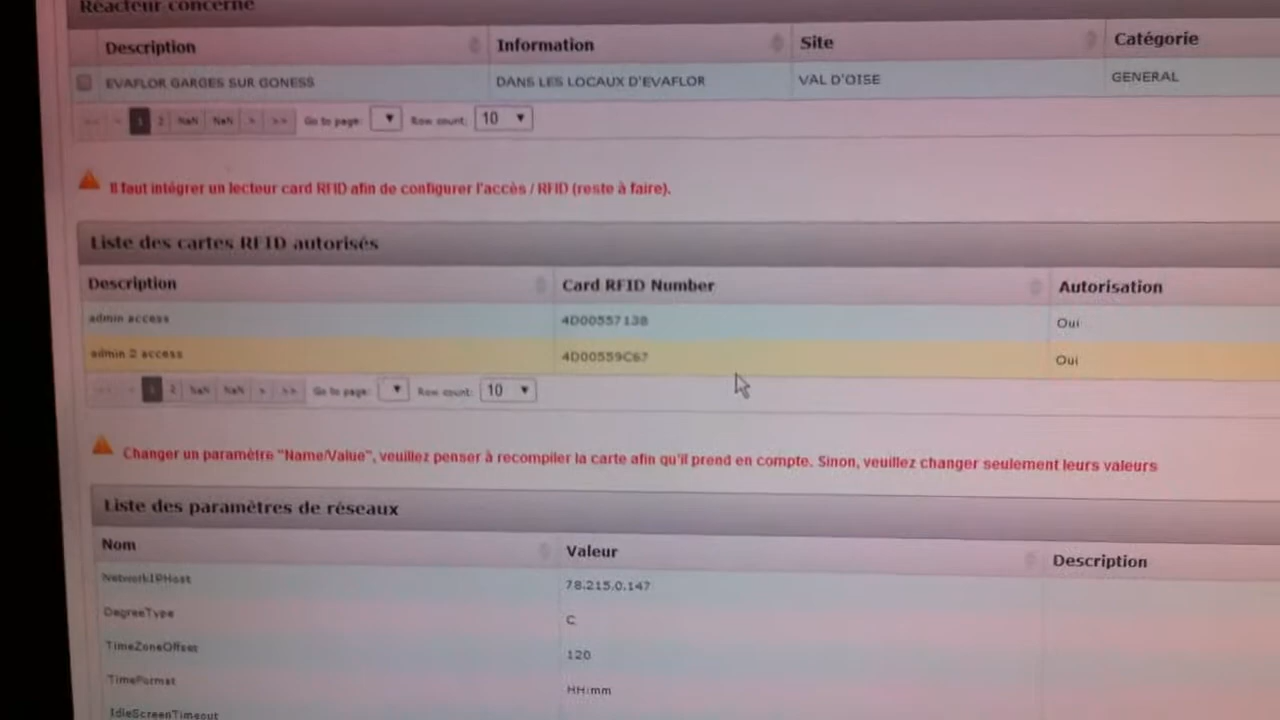 Réacteur concerné
Description Information Site Catégorie
EVAFLOR GARGES SUR GONESS DANS LES LOCAUX D'EVAFLOR VAL D'OISE GENERAL
<< < 1 2 NaN NaN > >> Go to page: Row count: 10
Il faut intégrer un lecteur card RFID afin de configurer l'accès / RFID (reste à faire).
Liste des cartes RFID autorisés
Description Card RFID Number Autorisation
admin access 4D00557138 Oui
admin 2 access 4D00559C67 Oui
1 2 NaN NaN > >> Go to page: Row count: 10
Changer un paramètre "Name/Value", veuillez penser à recompiler la carte afin qu'il prend en compte. Sinon, veuillez changer seulement leurs valeurs
Liste des paramètres de réseaux
Nom Valeur Description
NetworkIPHost 78.215.0.147
DegreeType C
TimeZoneOffset 120
TimeFormat HH:mm
IdleScreenTimeout